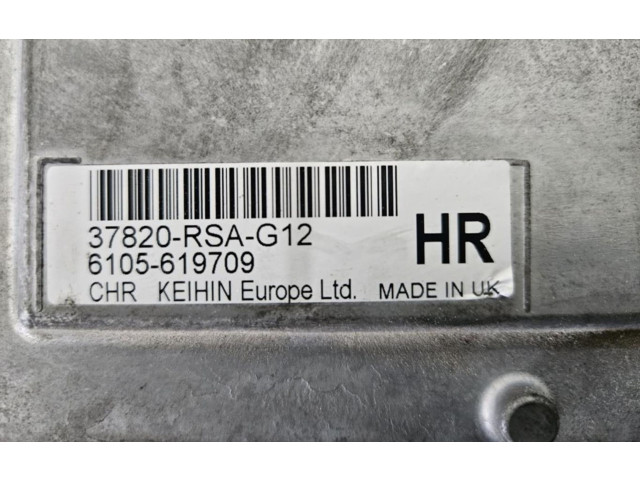 37820-RSA-G12
6105-619709
HR
CHR KEIHIN Europe Ltd. MADE IN UK